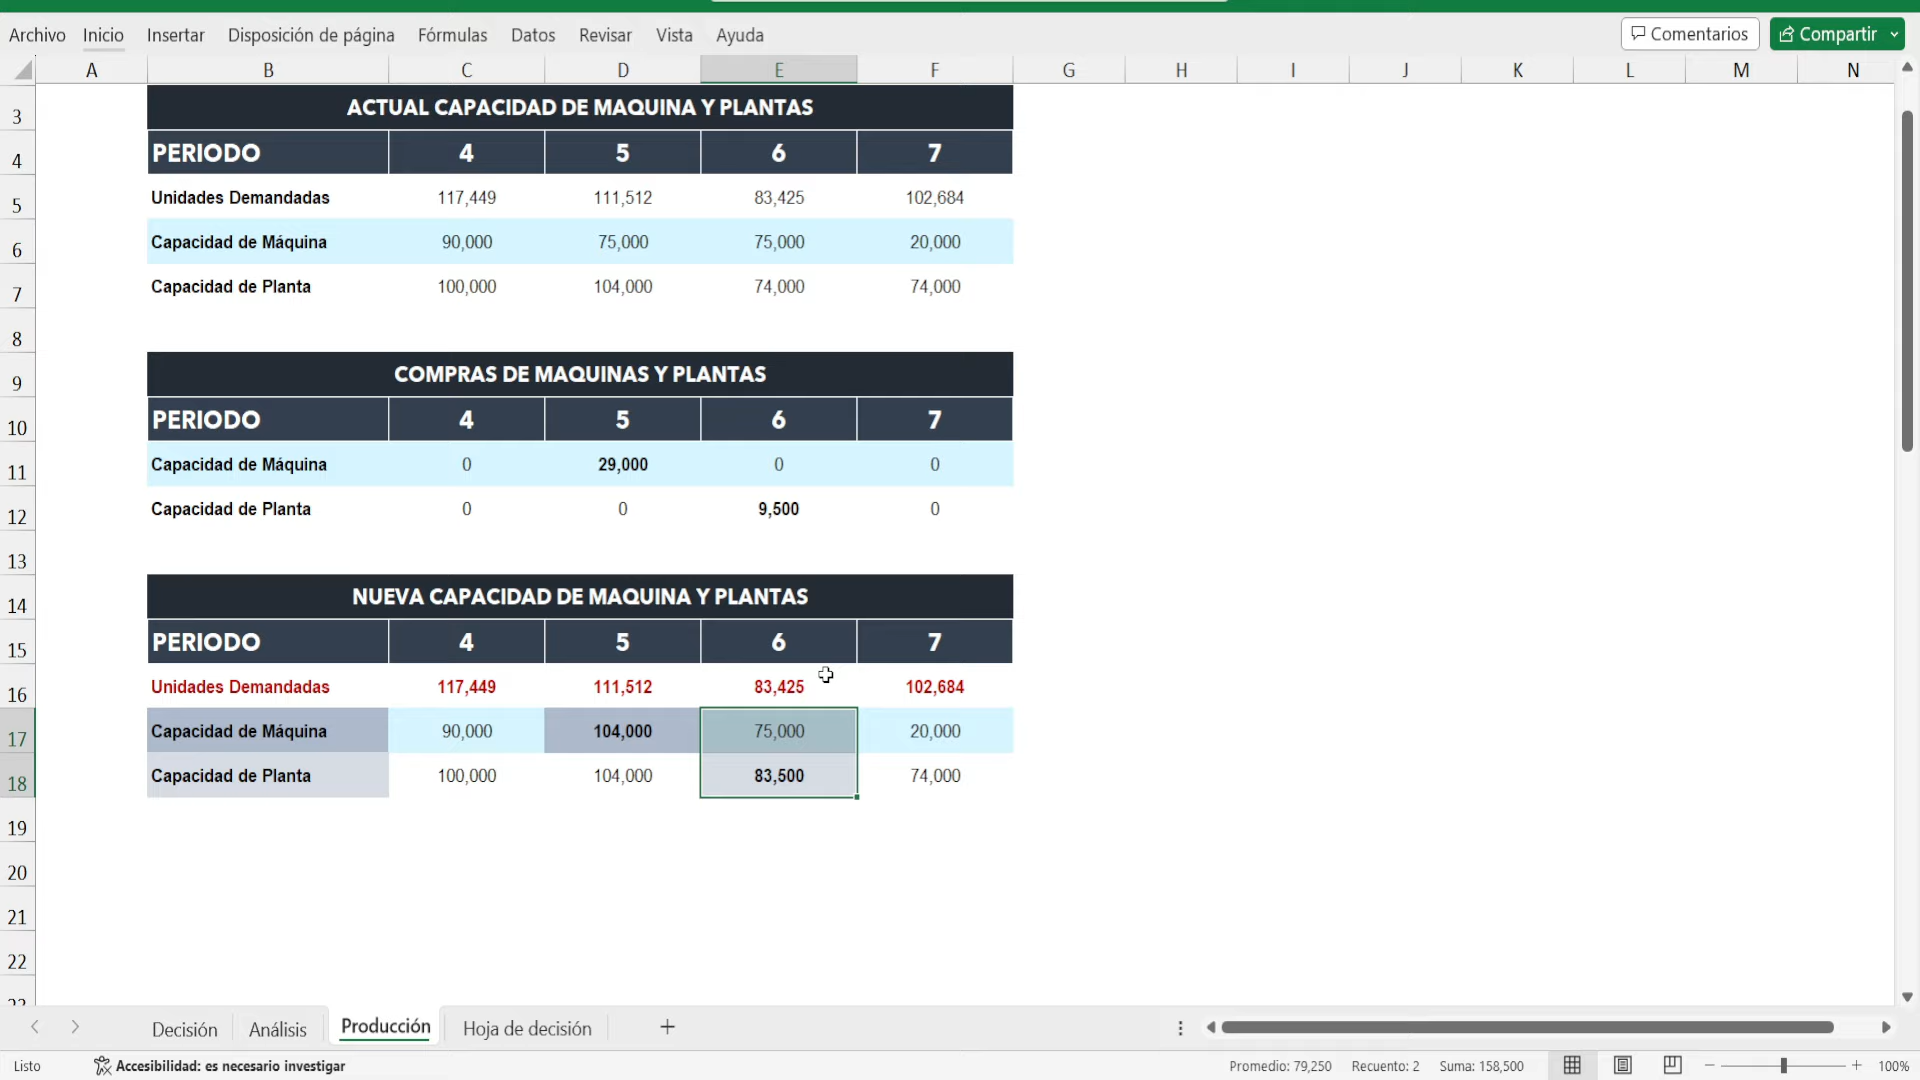 Archivo Inicio Insertar Disposición de página Fórmulas Datos Revisar Vista Ayuda Comentarios Compartir
A B C D E F G H I J K L M N
3 ACTUAL CAPACIDAD DE MAQUINA Y PLANTAS
4 PERIODO 4 5 6 7
5 Unidades Demandadas 117,449 111,512 83,425 102,684
6 Capacidad de Máquina 90,000 75,000 75,000 20,000
7 Capacidad de Planta 100,000 104,000 74,000 74,000
8
9 COMPRAS DE MAQUINAS Y PLANTAS
10 PERIODO 4 5 6 7
11 Capacidad de Máquina 0 29,000 0 0
12 Capacidad de Planta 0 0 9,500 0
13
14 NUEVA CAPACIDAD DE MAQUINA Y PLANTAS
15 PERIODO 4 5 6 7
16 Unidades Demandadas 117,449 111,512 83,425 102,684
17 Capacidad de Máquina 90,000 104,000 75,000 20,000
18 Capacidad de Planta 100,000 104,000 83,500 74,000
19
20
21
22
Decisión Análisis Producción Hoja de decisión +
Listo Accesibilidad: es necesario investigar Promedio: 79,250 Recuento: 2 Suma: 158,500 100%